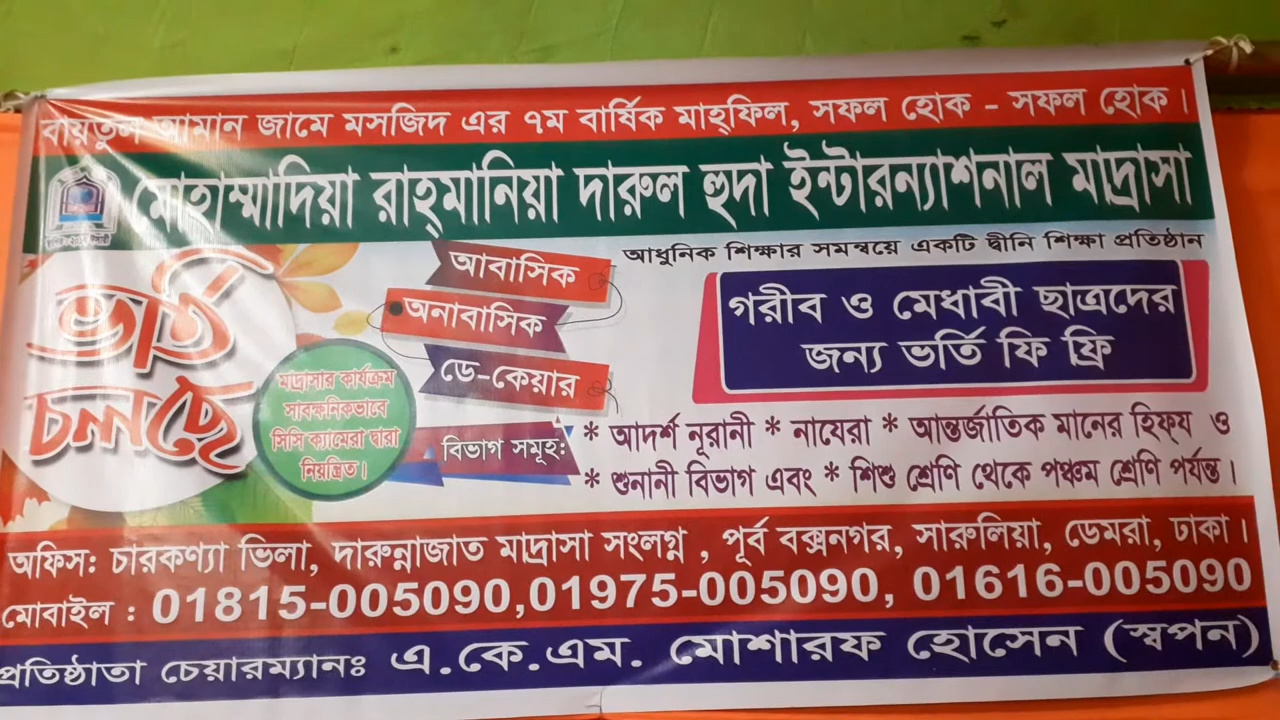 বায়তুল আমান জামে মসজিদ এর ৭ম বার্ষিক মাহ্ফিল, সফল হোক - সফল হোক।
মোহাম্মাদিয়া রাহ্মানিয়া দারুল হুদা ইন্টারন্যাশনাল মাদ্রাসা
আধুনিক শিক্ষার সমন্বয়ে একটি দ্বীনি শিক্ষা প্রতিষ্ঠান
ভর্তি
চলছে
মাদ্রাসার কার্যক্রম
সাবক্ষনিকভাবে
সিসি ক্যামেরা দ্বারা
নিয়ন্ত্রিত।
আবাসিক
অনাবাসিক
ডে-কেয়ার
গরীব ও মেধাবী ছাত্রদের
জন্য ভর্তি ফি ফ্রি
বিভাগ সমূহ:
* আদর্শ নূরানী * নাযেরা * আন্তর্জাতিক মানের হিফ্য ও
* শুনানী বিভাগ এবং * শিশু শ্রেণি থেকে পঞ্চম শ্রেণি পর্যন্ত।
অফিস: চারকণ্যা ভিলা, দারুন্নাজাত মাদ্রাসা সংলগ্ন , পূর্ব বক্সনগর, সারুলিয়া, ডেমরা, ঢাকা।
মোবাইল : 01815-005090,01975-005090, 01616-005090
প্রতিষ্ঠাতা চেয়ারম্যানঃ এ.কে.এম. মোশারফ হোসেন (স্বপন)